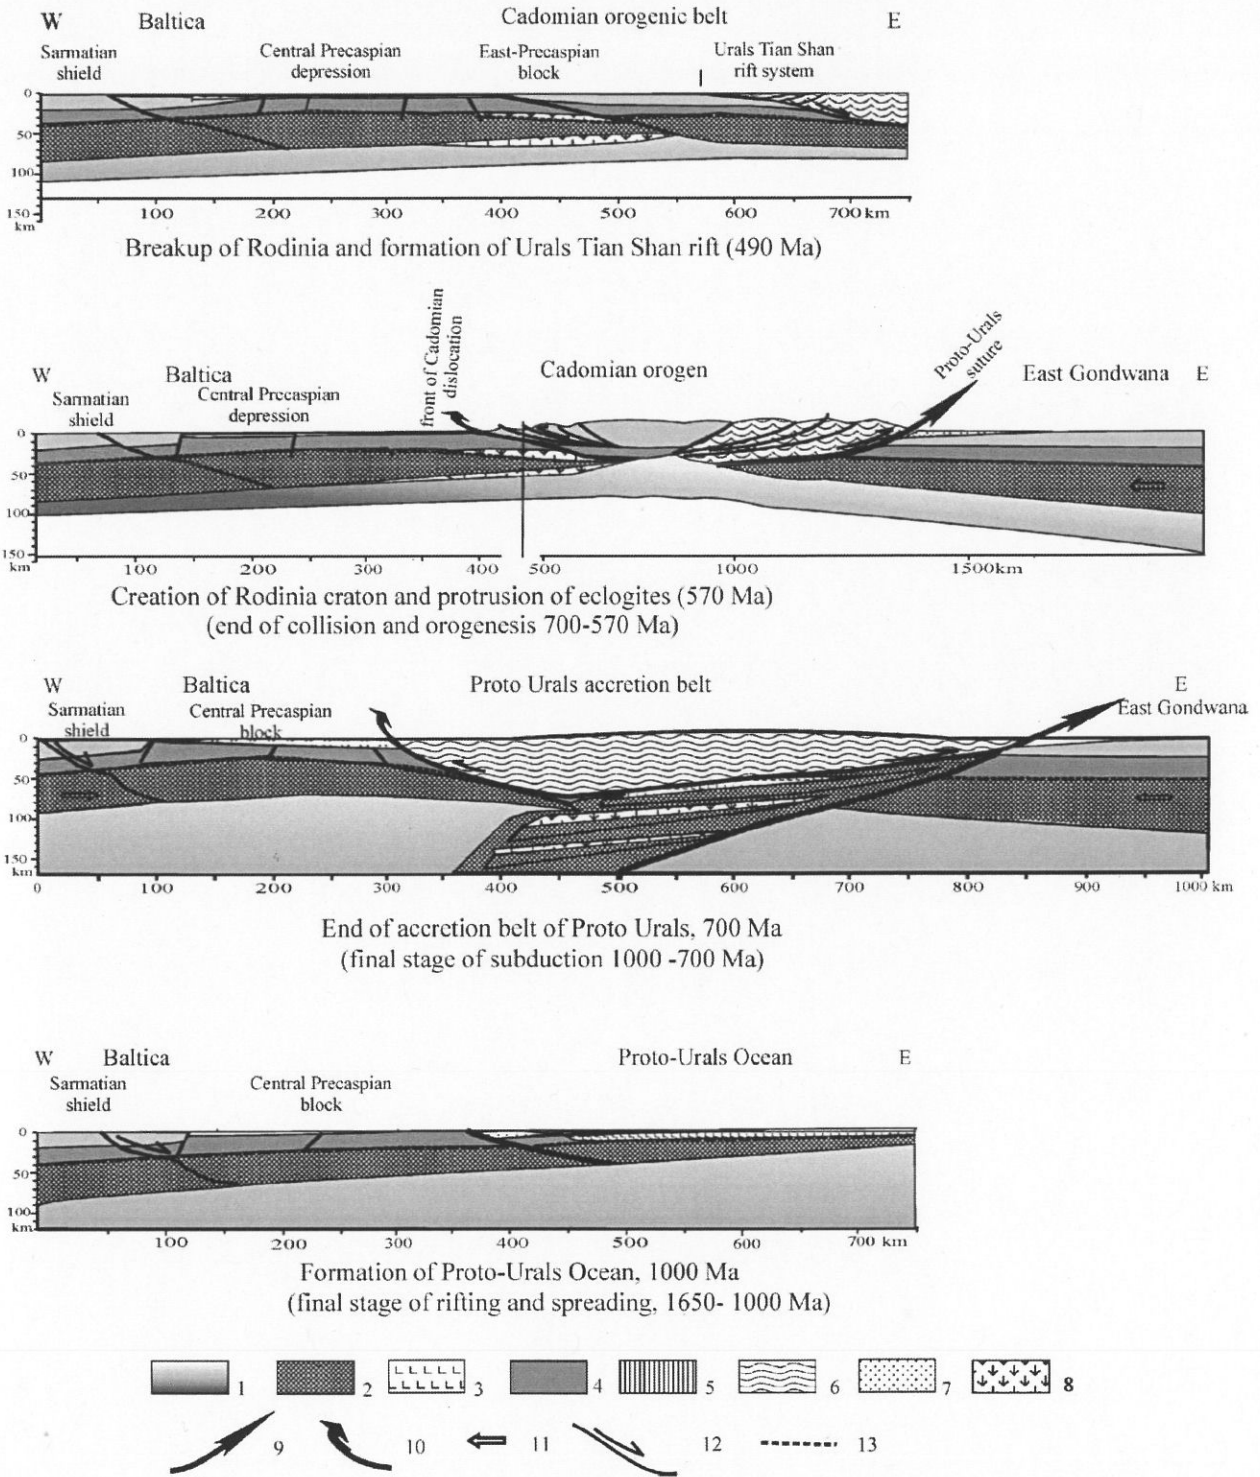 W Baltica Cadomian orogenic belt E
Sarmatian shield
Central Precaspian depression
East-Precaspian block
Urals Tian Shan rift system
0
50
100
150 km
100 200 300 400 500 600 700 km
Breakup of Rodinia and formation of Urals Tian Shan rift (490 Ma)
front of Cadomian dislocation
Proto-Urals suture
W Baltica Cadomian orogen East Gondwana E
Sarmatian shield
Central Precaspian depression
0
50
100
150 km
100 200 300 400 500 1000 1500km
Creation of Rodinia craton and protrusion of eclogites (570 Ma)
(end of collision and orogenesis 700-570 Ma)
W Baltica Proto Urals accretion belt E
Sarmatian shield
Central Precaspian block
East Gondwana
0
50
100
150 km
0 100 200 300 400 500 600 700 800 900 1000 km
End of accretion belt of Proto Urals, 700 Ma
(final stage of subduction 1000 -700 Ma)
W Baltica Proto-Urals Ocean E
Sarmatian shield
Central Precaspian block
0
50
100
km
100 200 300 400 500 600 700 km
Formation of Proto-Urals Ocean, 1000 Ma
(final stage of rifting and spreading, 1650- 1000 Ma)
1 2 3 4 5 6 7 8
9 10 11 12 13